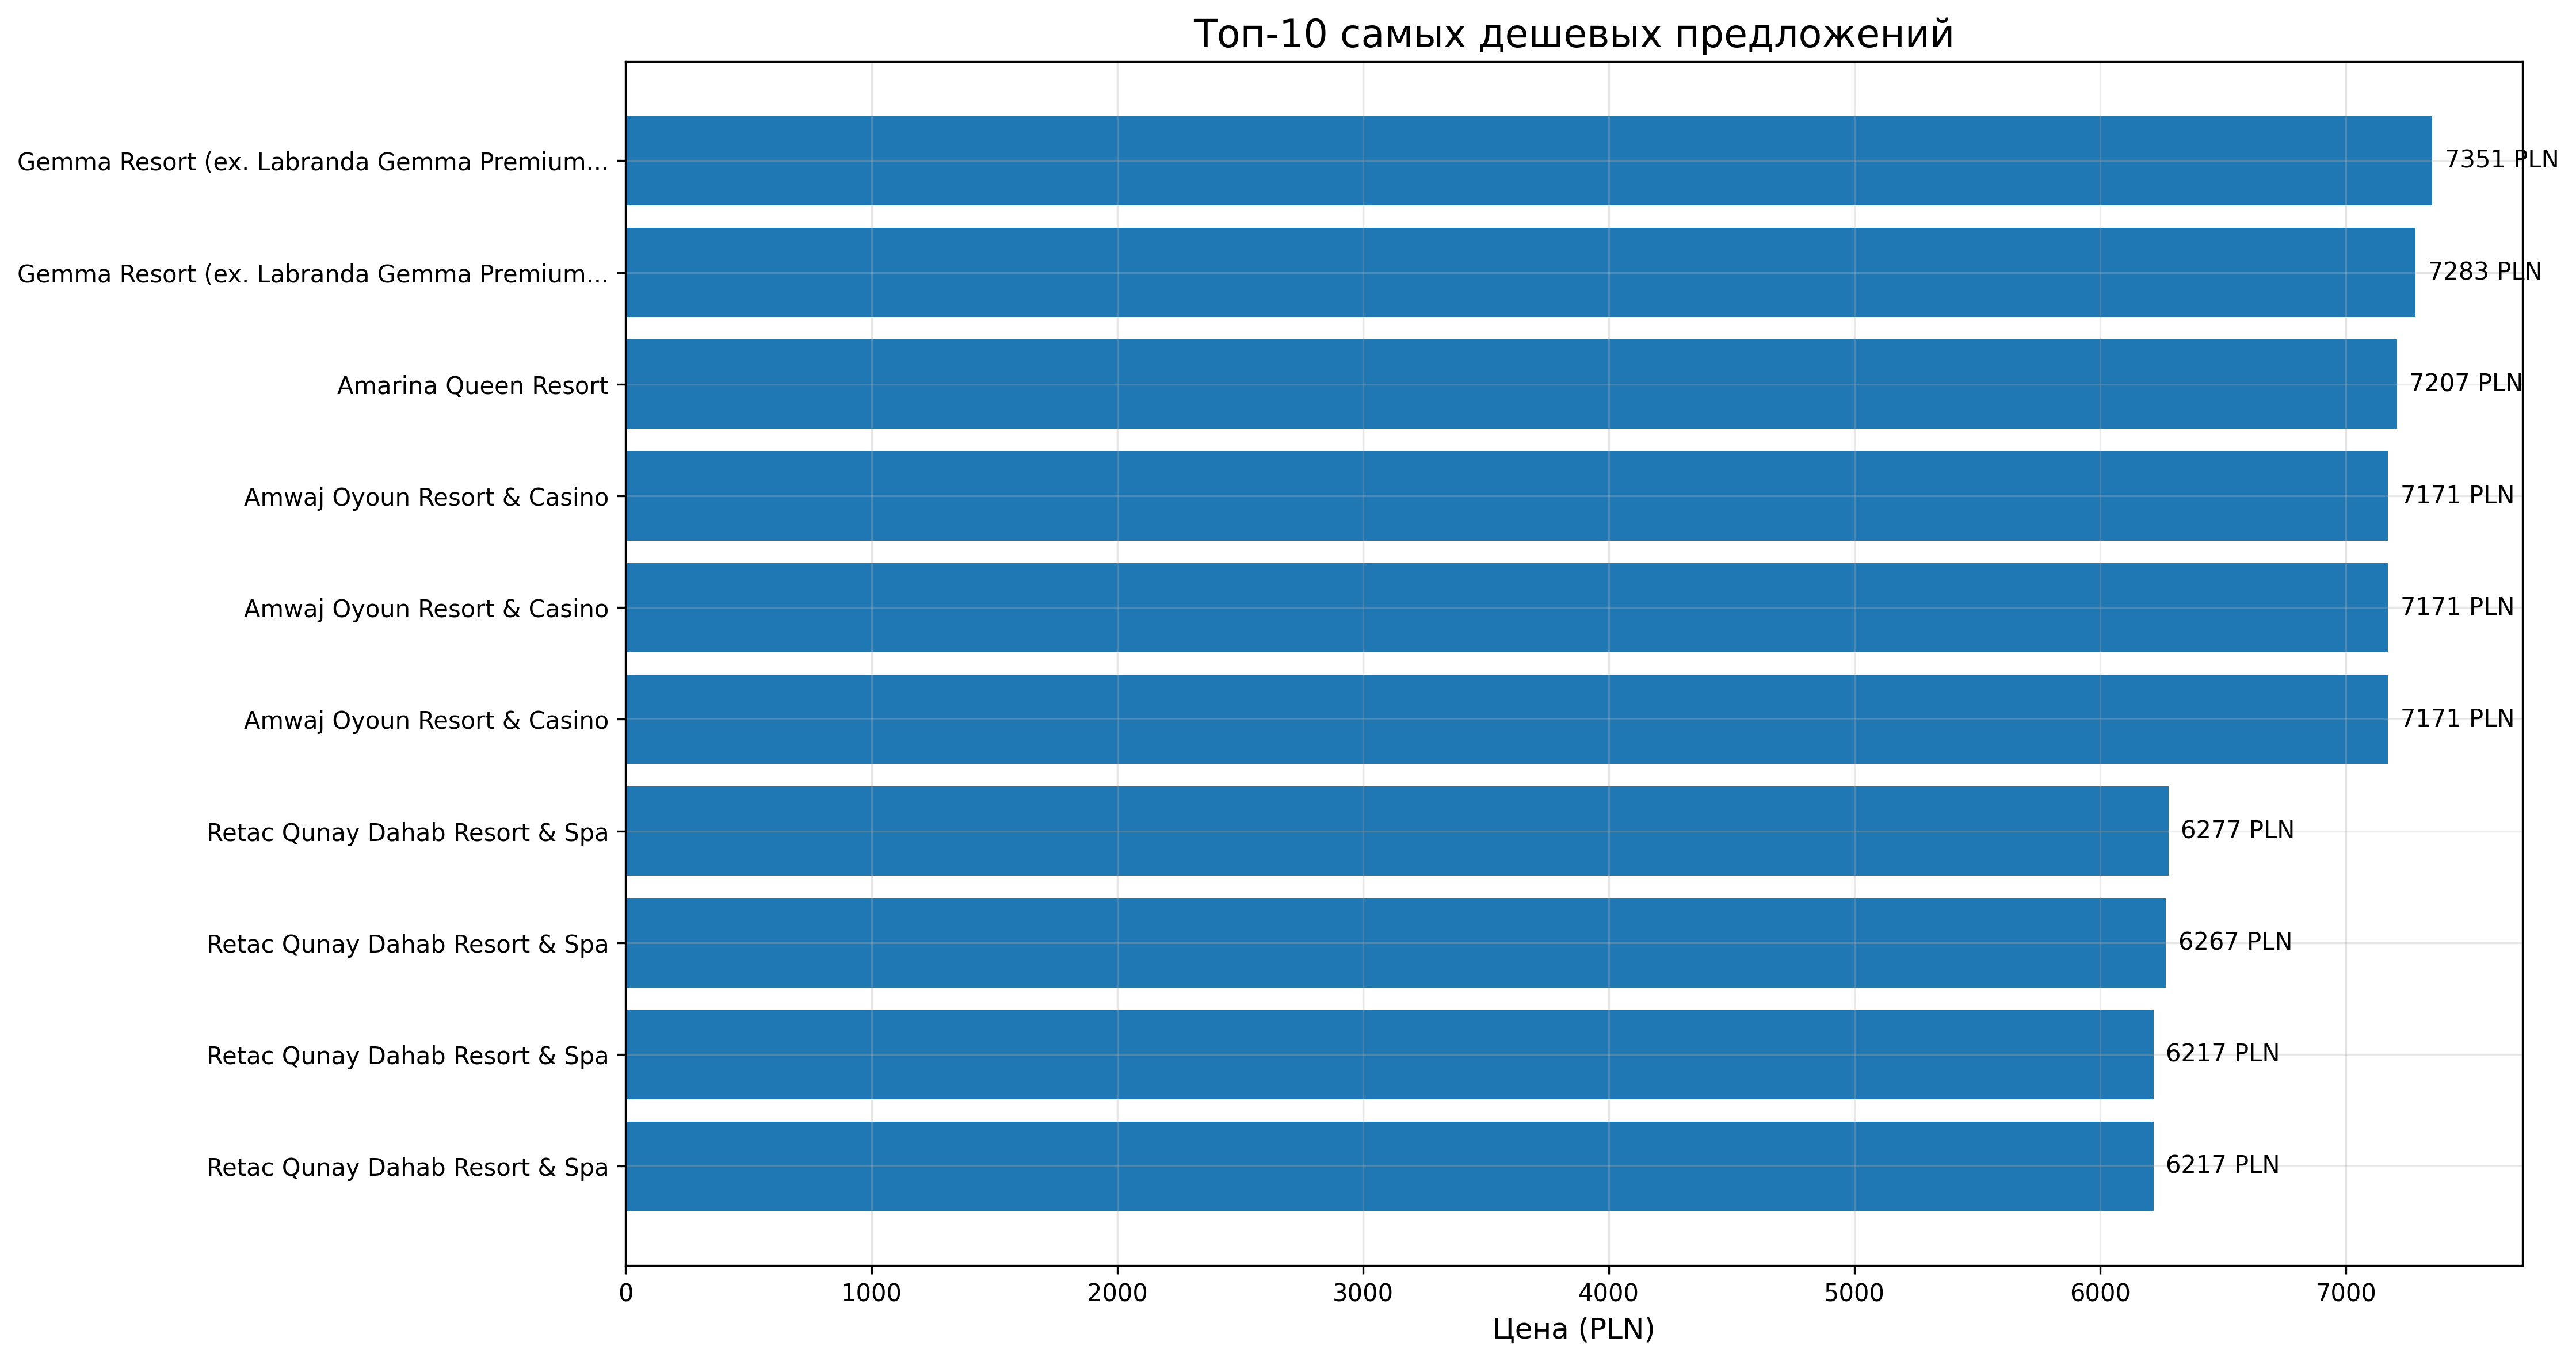 Топ-10 самых дешевых предложений
Gemma Resort (ex. Labranda Gemma Premium... 7351 PLN
Gemma Resort (ex. Labranda Gemma Premium... 7283 PLN
Amarina Queen Resort 7207 PLN
Amwaj Oyoun Resort & Casino 7171 PLN
Amwaj Oyoun Resort & Casino 7171 PLN
Amwaj Oyoun Resort & Casino 7171 PLN
Retac Qunay Dahab Resort & Spa 6277 PLN
Retac Qunay Dahab Resort & Spa 6267 PLN
Retac Qunay Dahab Resort & Spa 6217 PLN
Retac Qunay Dahab Resort & Spa 6217 PLN
0 1000 2000 3000 4000 5000 6000 7000
Цена (PLN)